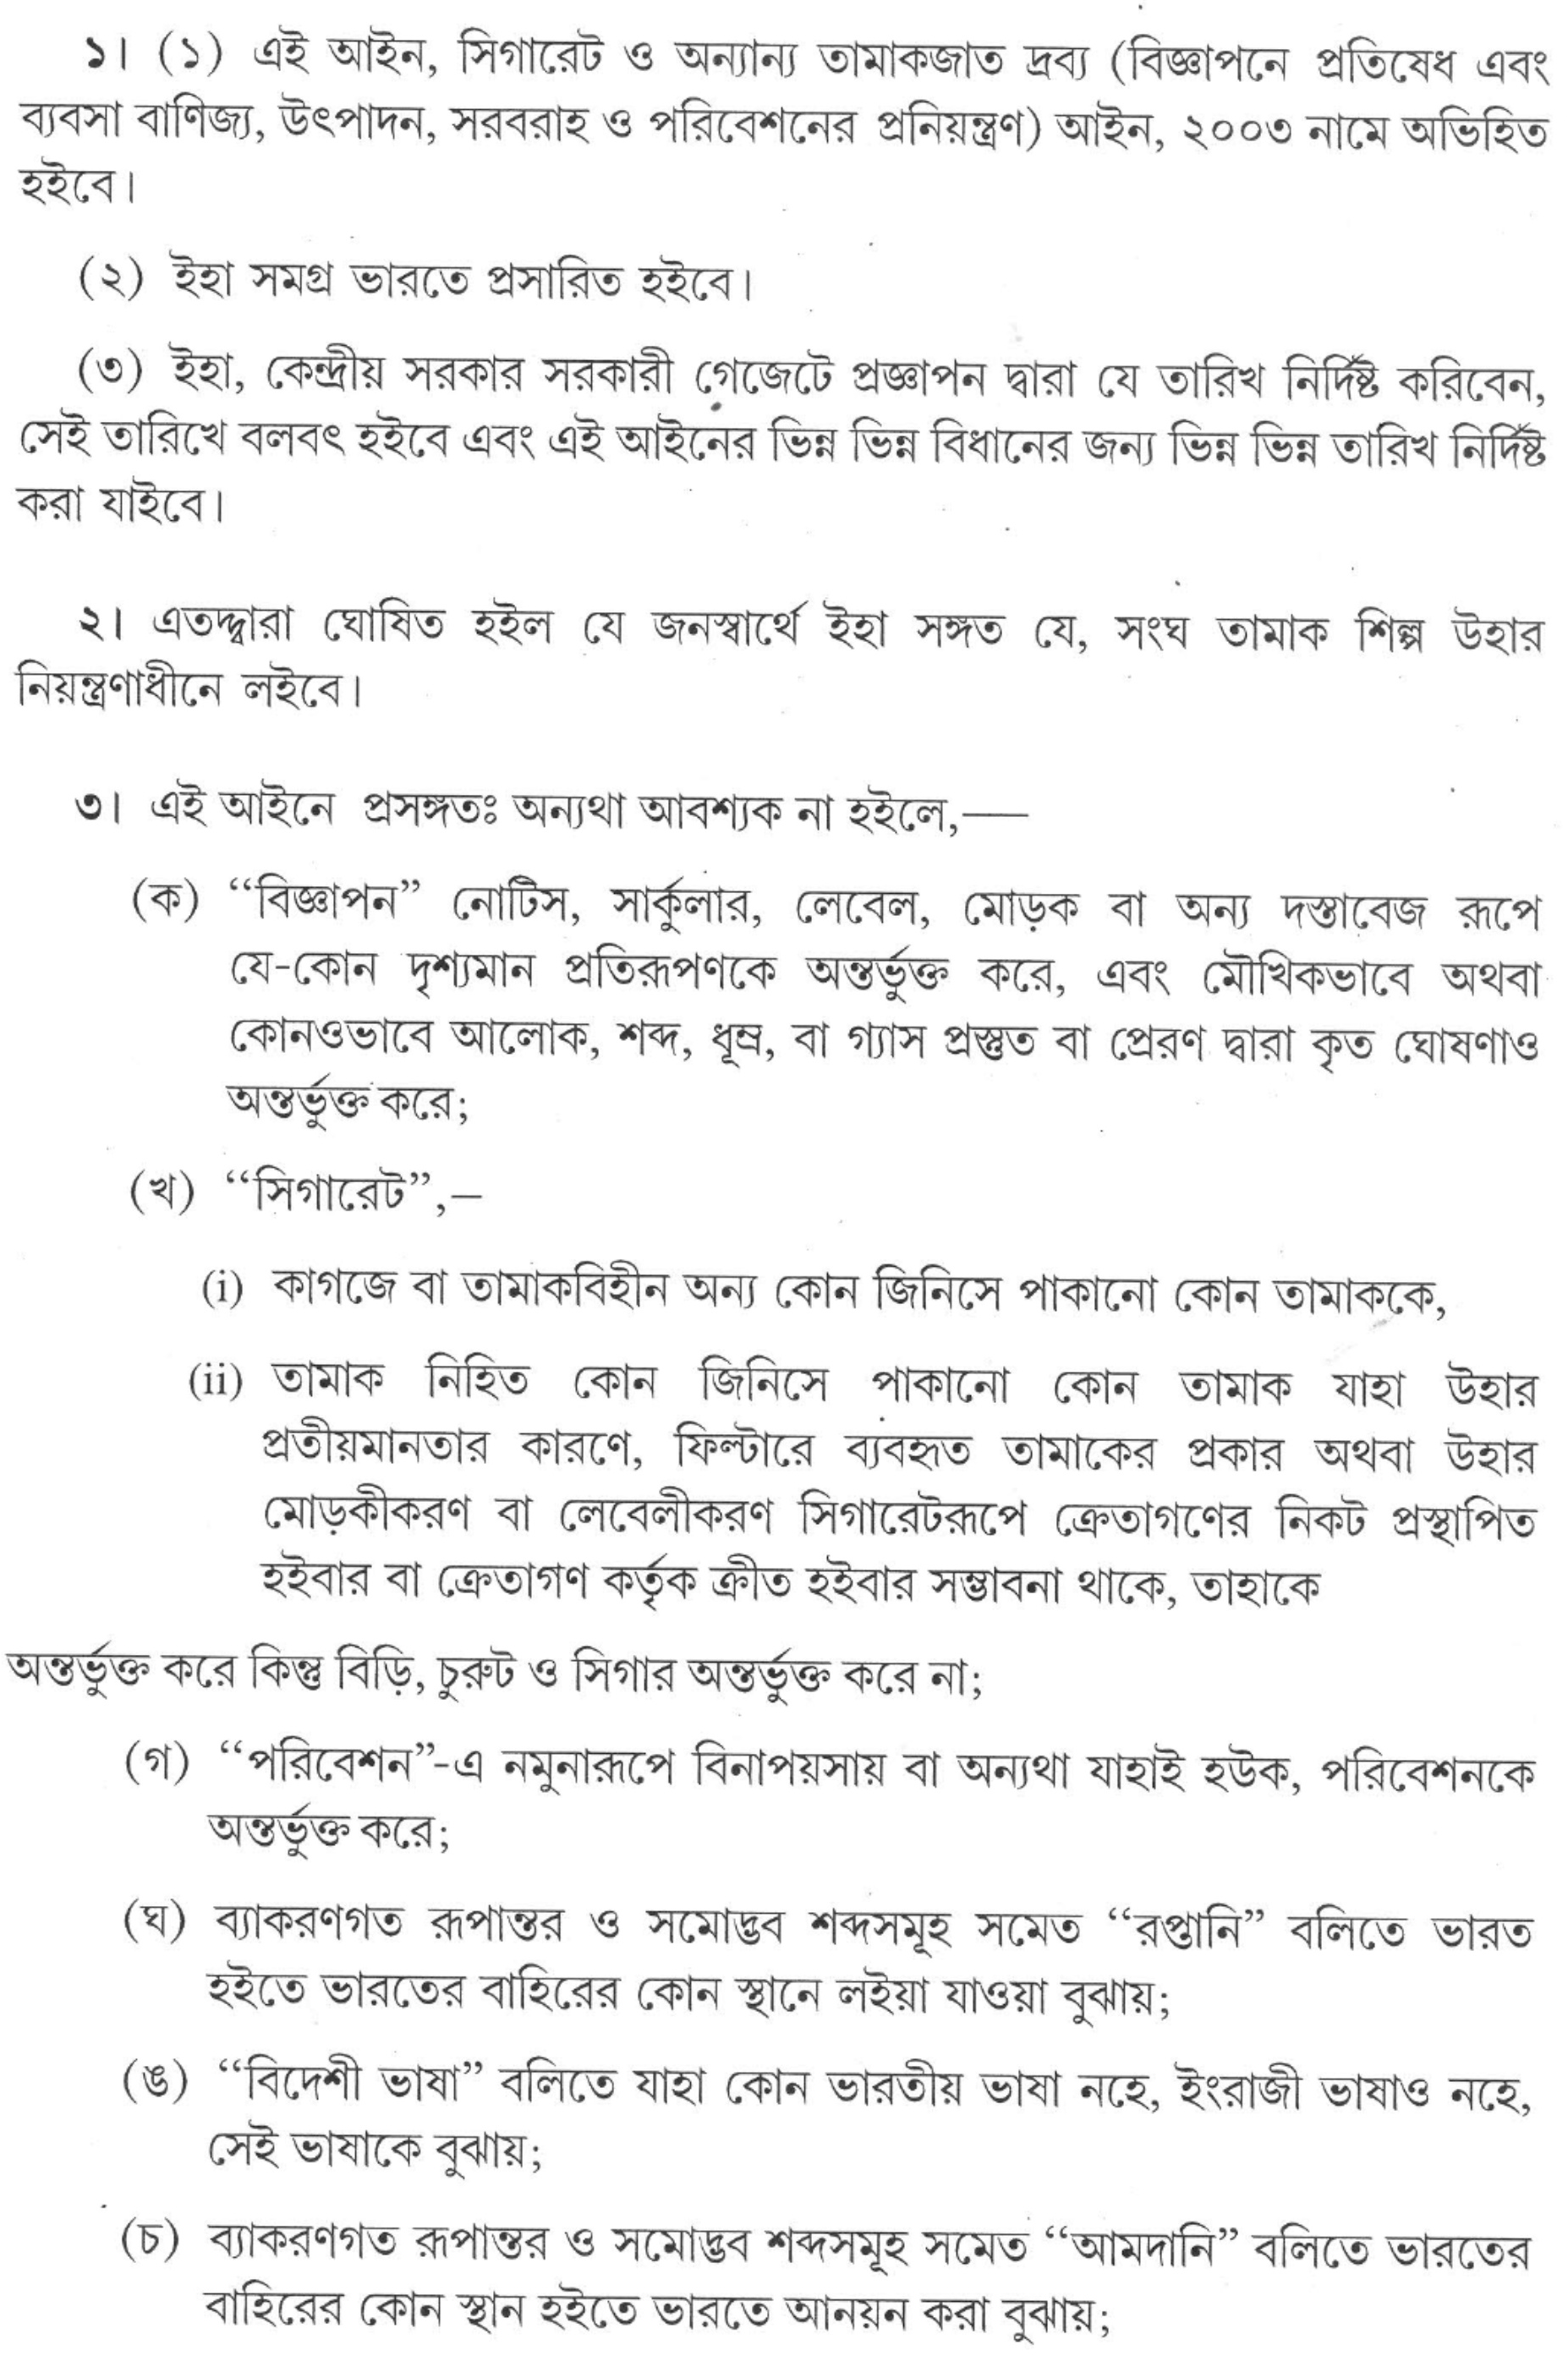 ১। (১) এই আইন, সিগারেট ও অন্যান্য তামাকজাত দ্রব্য (বিজ্ঞাপনে প্রতিষেধ এবং
ব্যবসা বাণিজ্য, উৎপাদন, সরবরাহ ও পরিবেশনের প্রনিয়ন্ত্রণ) আইন, ২০০৩ নামে অভিহিত
হইবে।
(২) ইহা সমগ্র ভারতে প্রসারিত হইবে।
(৩) ইহা, কেন্দ্রীয় সরকার সরকারী গেজেটে প্রজ্ঞাপন দ্বারা যে তারিখ নির্দিষ্ট করিবেন,
সেই তারিখে বলবৎ হইবে এবং এই আইনের ভিন্ন ভিন্ন বিধানের জন্য ভিন্ন ভিন্ন তারিখ নির্দিষ্ট
করা যাইবে।
২। এতদ্দ্বারা ঘোষিত হইল যে জনস্বার্থে ইহা সঙ্গত যে, সংঘ তামাক শিল্প উহার
নিয়ন্ত্রণাধীনে লইবে।
৩। এই আইনে প্রসঙ্গতঃ অন্যথা আবশ্যক না হইলে,—
(ক) “বিজ্ঞাপন” নোটিস, সার্কুলার, লেবেল, মোড়ক বা অন্য দস্তাবেজ রূপে
যে-কোন দৃশ্যমান প্রতিরূপণকে অন্তর্ভুক্ত করে, এবং মৌখিকভাবে অথবা
কোনওভাবে আলোক, শব্দ, ধূম্র, বা গ্যাস প্রস্তুত বা প্রেরণ দ্বারা কৃত ঘোষণাও
অন্তর্ভুক্ত করে;
(খ) “সিগারেট”,—
(i) কাগজে বা তামাকবিহীন অন্য কোন জিনিসে পাকানো কোন তামাককে,
(ii) তামাক নিহিত কোন জিনিসে পাকানো কোন তামাক যাহা উহার
প্রতীয়মানতার কারণে, ফিল্টারে ব্যবহৃত তামাকের প্রকার অথবা উহার
মোড়কীকরণ বা লেবেলীকরণ সিগারেটরূপে ক্রেতাগণের নিকট প্রস্থাপিত
হইবার বা ক্রেতাগণ কর্তৃক ক্রীত হইবার সম্ভাবনা থাকে, তাহাকে
অন্তর্ভুক্ত করে কিন্তু বিড়ি, চুরুট ও সিগার অন্তর্ভুক্ত করে না;
(গ) “পরিবেশন”-এ নমুনারূপে বিনাপয়সায় বা অন্যথা যাহাই হউক, পরিবেশনকে
অন্তর্ভুক্ত করে;
(ঘ) ব্যাকরণগত রূপান্তর ও সমোদ্ভব শব্দসমূহ সমেত “রপ্তানি” বলিতে ভারত
হইতে ভারতের বাহিরের কোন স্থানে লইয়া যাওয়া বুঝায়;
(ঙ) “বিদেশী ভাষা” বলিতে যাহা কোন ভারতীয় ভাষা নহে, ইংরাজী ভাষাও নহে,
সেই ভাষাকে বুঝায়;
(চ) ব্যাকরণগত রূপান্তর ও সমোদ্ভব শব্দসমূহ সমেত “আমদানি” বলিতে ভারতের
বাহিরের কোন স্থান হইতে ভারতে আনয়ন করা বুঝায়;